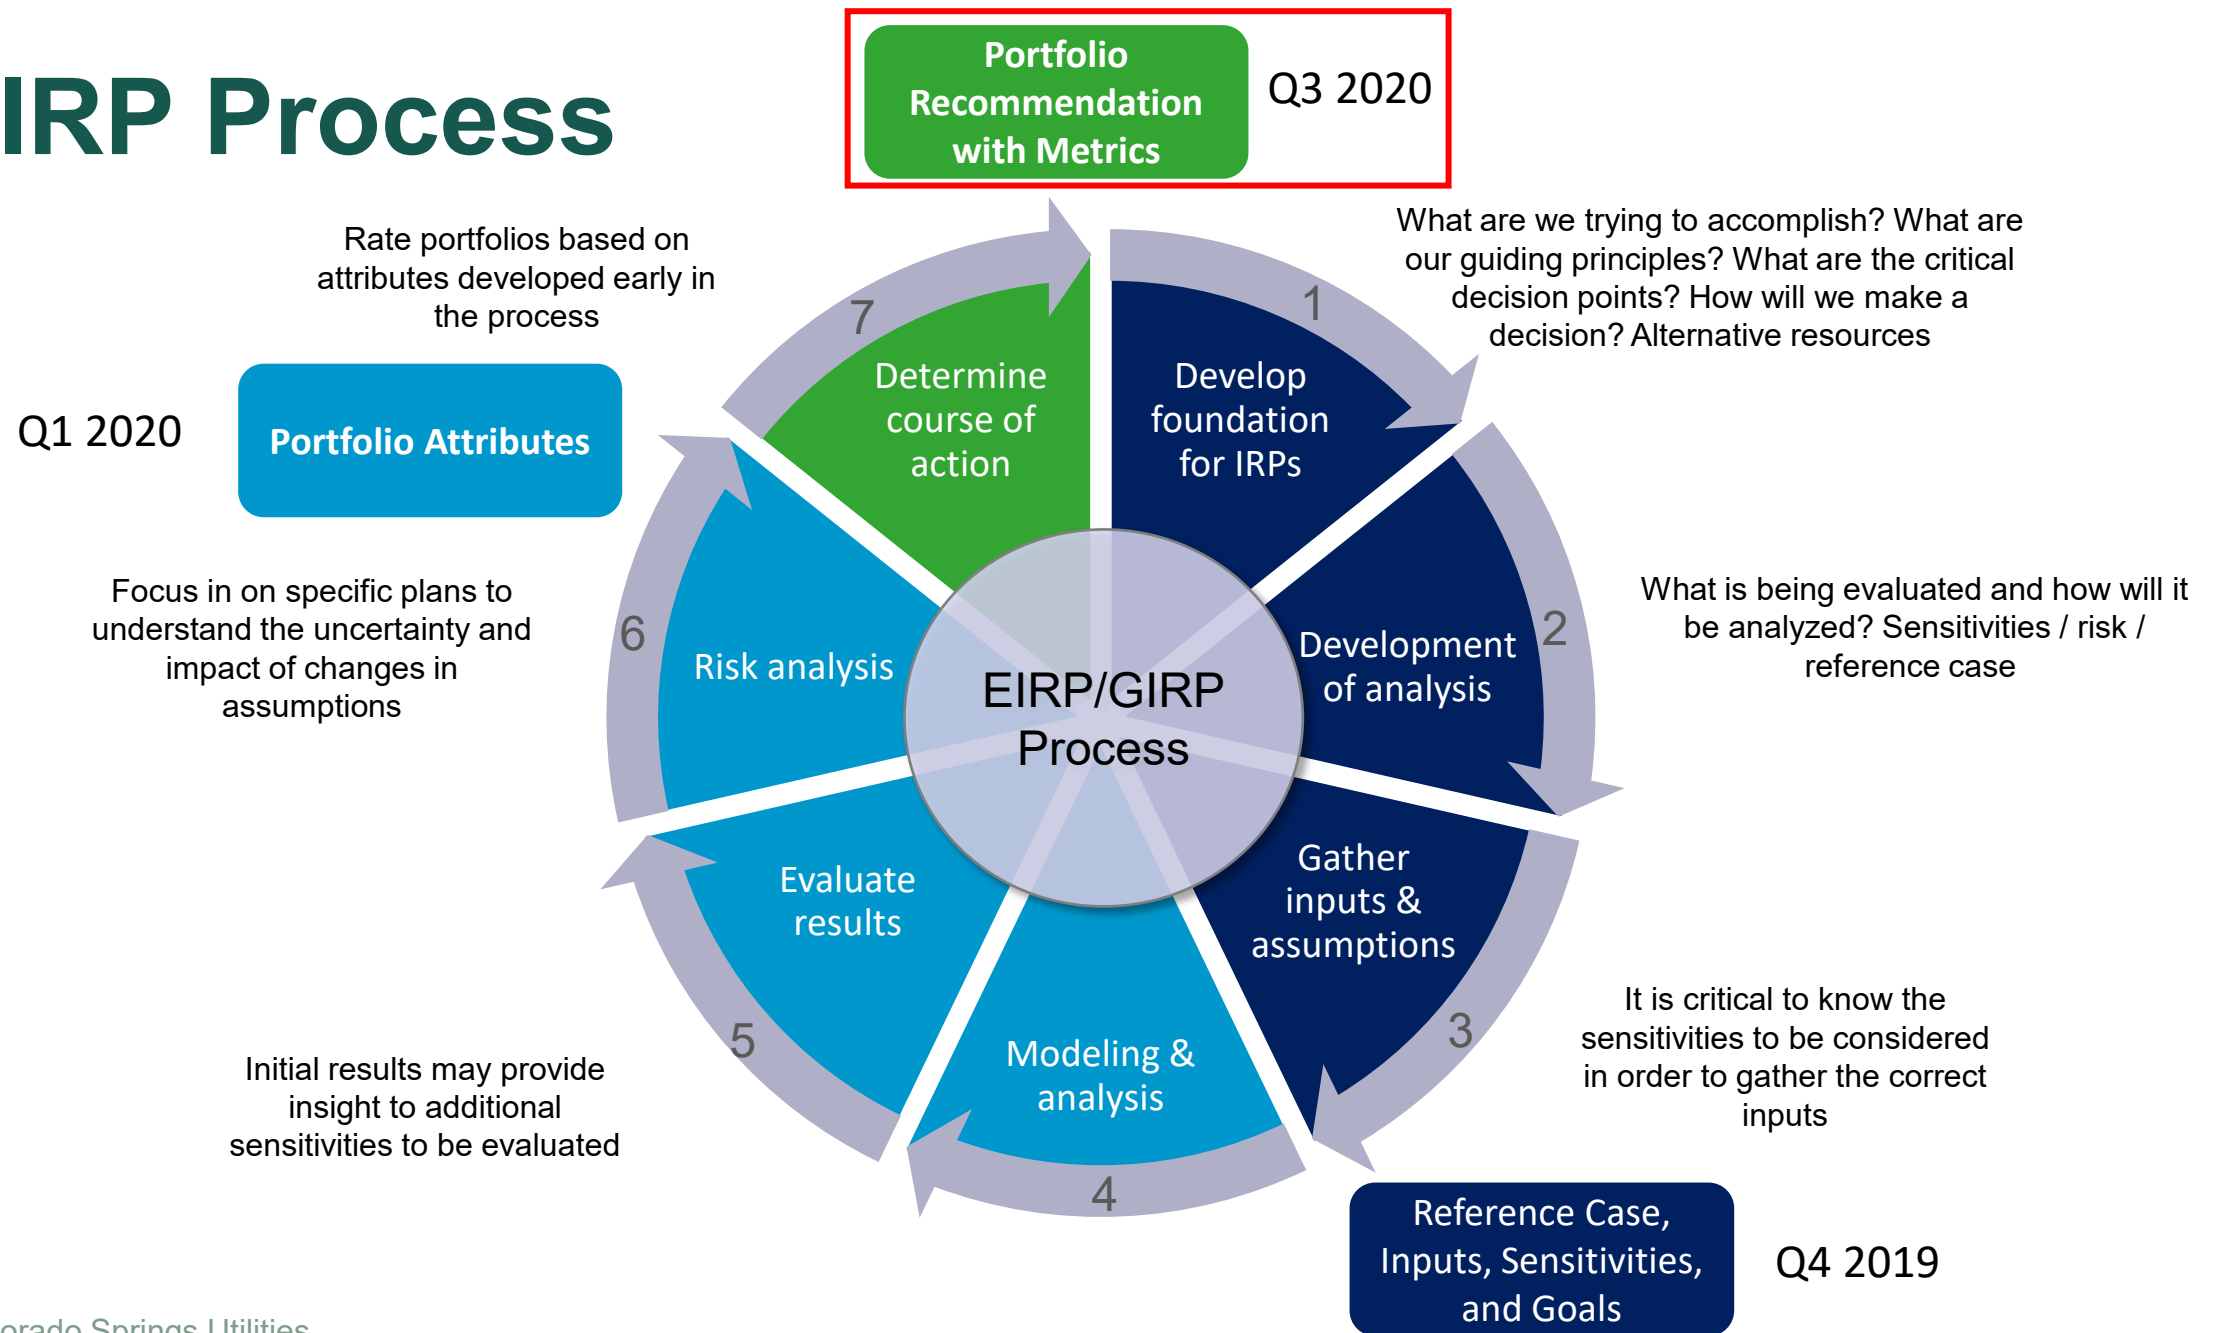 IRP Process
Portfolio
Recommendation
with Metrics
Q3 2020
What are we trying to accomplish? What are
our guiding principles? What are the critical
decision points? How will we make a
decision? Alternative resources
Rate portfolios based on
attributes developed early in
the process
Q1 2020
Portfolio Attributes
1
Develop
foundation
for IRPs
2
Development
of analysis
What is being evaluated and how will it
be analyzed? Sensitivities / risk /
reference case
3
Gather
inputs &
assumptions
It is critical to know the
sensitivities to be considered
in order to gather the correct
inputs
Reference Case,
Inputs, Sensitivities,
and Goals
Q4 2019
4
Modeling &
analysis
5
Evaluate
results
Initial results may provide
insight to additional
sensitivities to be evaluated
6
Risk analysis
Focus in on specific plans to
understand the uncertainty and
impact of changes in
assumptions
7
Determine
course of
action
EIRP/GIRP
Process
orado Springs Utilities